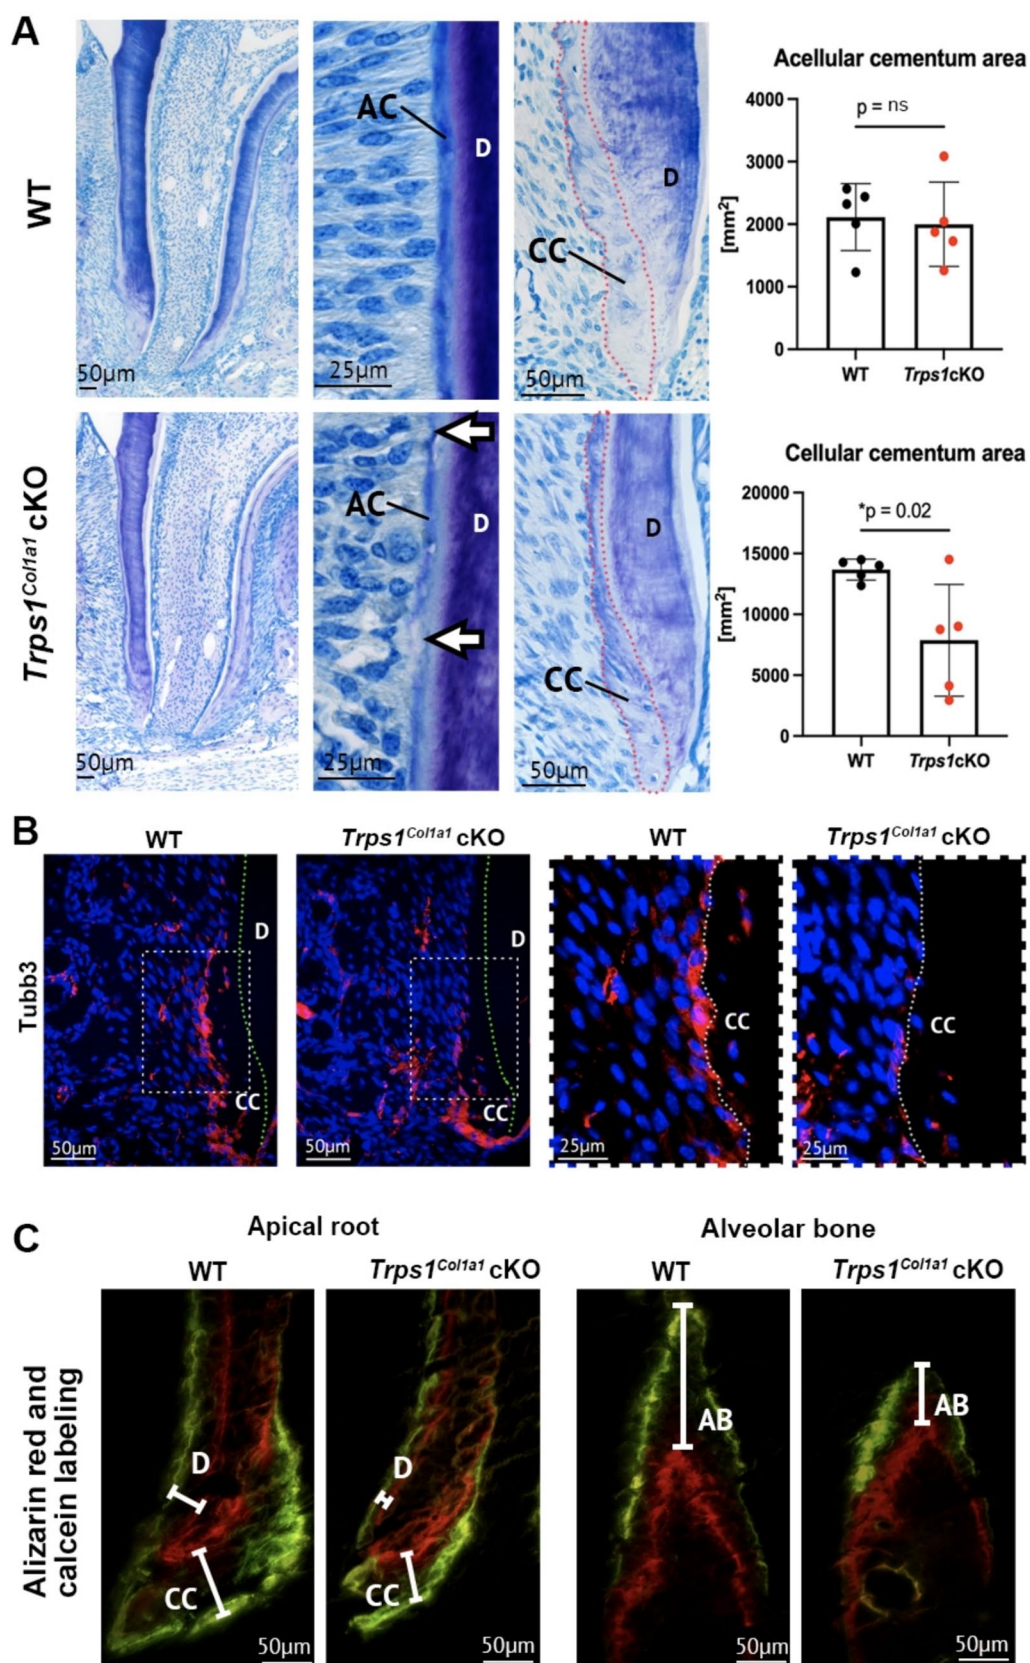 A
WT
50µm
AC
D
25µm
D
CC
50µm
Acellular cementum area
4000
3000
2000
1000
0
[mm²]
p = ns
WT
Trps1cKO
Trps1Col1a1 cKO
50µm
AC
D
25µm
D
CC
50µm
Cellular cementum area
20000
15000
10000
5000
0
[mm²]
*p = 0.02
WT
Trps1cKO
B
WT
Trps1Col1a1 cKO
WT
Trps1Col1a1 cKO
Tubb3
D
CC
50µm
D
CC
50µm
CC
25µm
CC
25µm
C
Apical root
Alveolar bone
WT
Trps1Col1a1 cKO
WT
Trps1Col1a1 cKO
Alizarin red and
calcein labeling
D
CC
50µm
D
CC
50µm
AB
50µm
AB
50µm